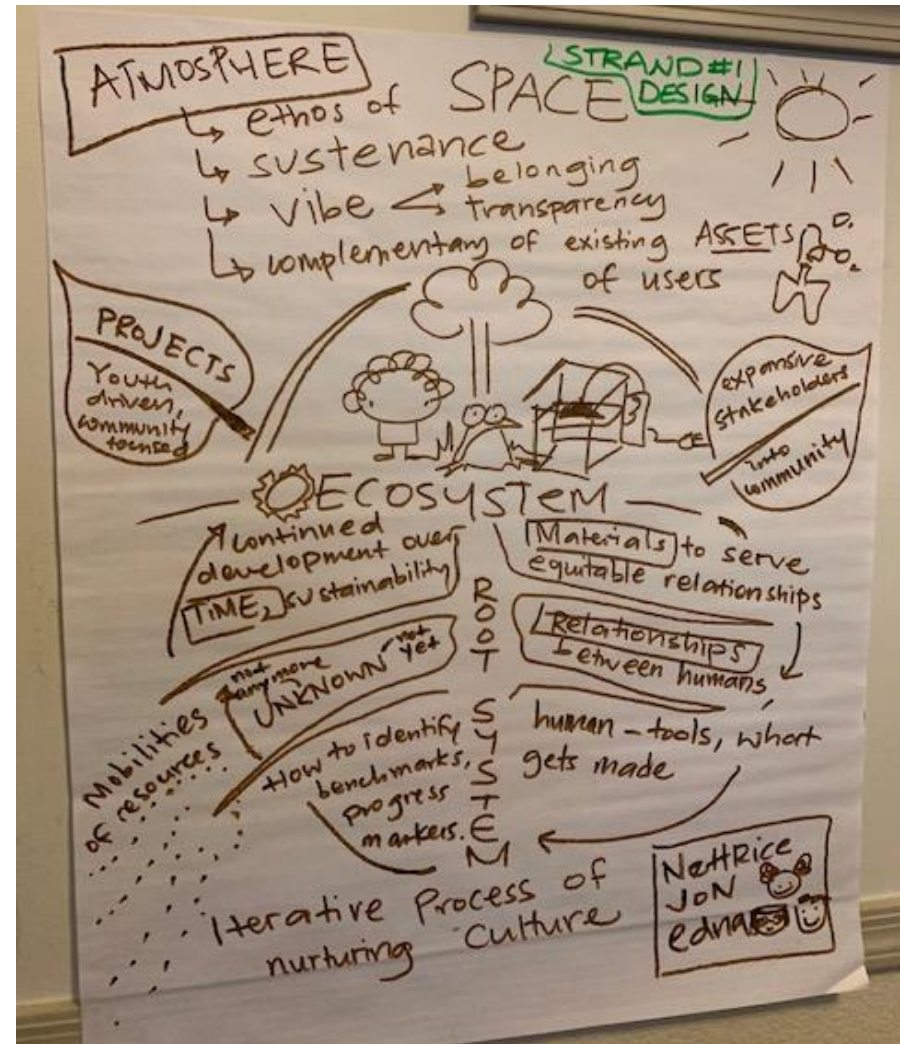 ATMOSPHERE
STRAND #1
DESIGN
↳ ethos of SPACE
↳ sustenance
↳ vibe < belonging
transparency
↳ complementary of existing ASSETS
of users
PROJECTS
Youth
driven,
community
focused
expansive
stakeholders
into
community
ECOSYSTEM
continued
development over
TIME, sustainability
Materials to serve
equitable relationships
ROOT SYSSTEM
not
anymore
UNKNOWN - not
yet
Relationships
between humans
Mobilities
of resources
How to identify
benchmarks,
progress
markers.
human - tools, what
gets made
Iterative Process of
nurturing Culture
NettRice
JoN
edna